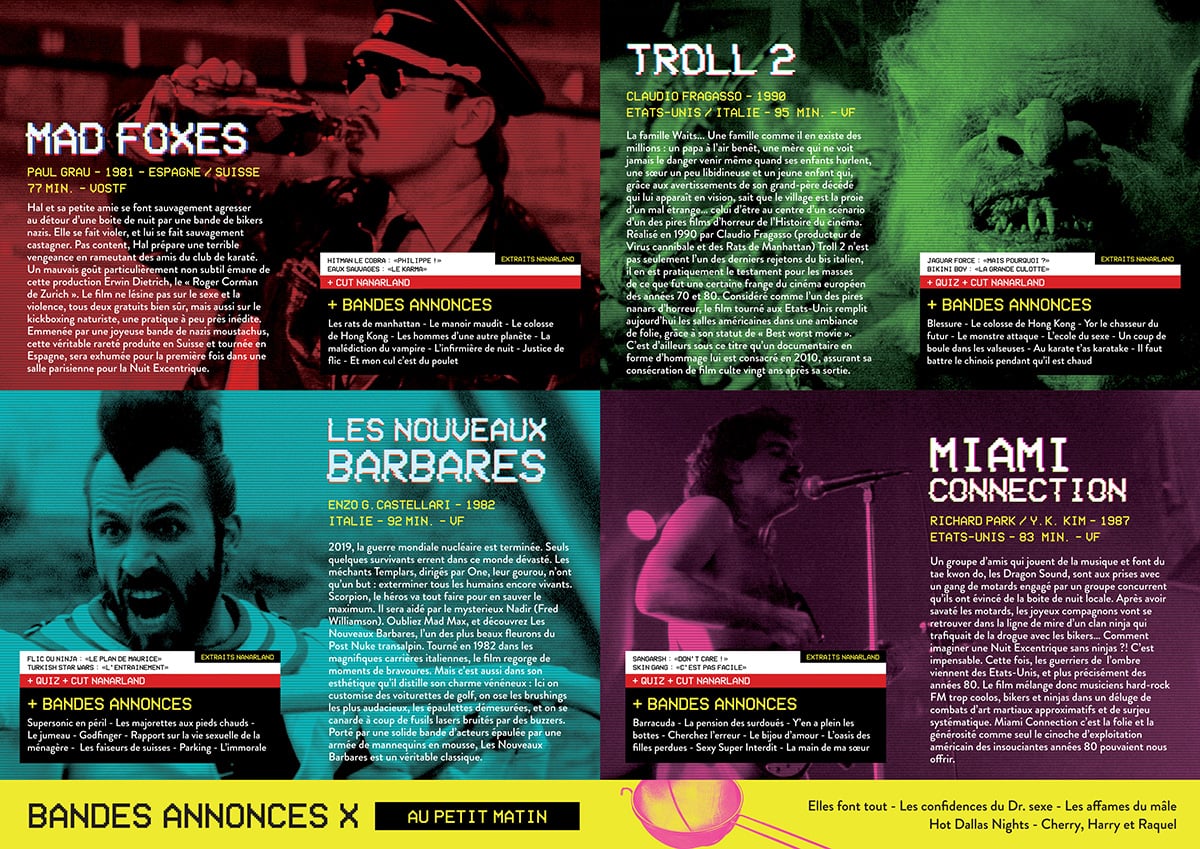 MAD FOXES
PAUL GRAU - 1981 - ESPAGNE / SUISSE
77 MIN. - VOSTF
Hal et sa petite amie se font sauvagement agresser
au détour d'une boite de nuit par une bande de bikers
nazis. Elle se fait violer, et lui se fait sauvagement
castagner. Pas content, Hal prépare une terrible
vengeance en rameutant des amis du club de karaté.
Un mauvais goût particulièrement non subtil émane de
cette production Erwin Dietrich, le « Roger Corman
de Zurich ». Le film ne lésine pas sur le sexe et la
violence, tous deux gratuits bien sûr, mais aussi sur le
kickboxing naturiste, une pratique a peu près inédite.
Emmenée par une joyeuse bande de nazis moustachus,
cette véritable rareté produite en Suisse et tournée en
Espagne, sera exhumée pour la première fois dans une
salle parisienne pour la Nuit Excentrique.
EXTRAITS NANARLAND
HITMAN LE COBRA : «PHILIPPE !»
EAUX SAUVAGES : «LE KARMA»
+ CUT NANARLAND
+ BANDES ANNONCES
Les rats de manhattan - Le manoir maudit - Le colosse
de Hong Kong - Les hommes d'une autre planète - La
malédiction du vampire - L'infirmière de nuit - Justice de
flic - Et mon cul c'est du poulet
TROLL 2
CLAUDIO FRAGASSO - 1990
ETATS-UNIS / ITALIE - 95 MIN. - VF
La famille Waits... Une famille comme il en existe des
millions : un papa à l'air benêt, une mère qui ne voit
jamais le danger venir même quand ses enfants hurlent,
une sœur un peu libidineuse et un jeune enfant qui,
grâce aux avertissements de son grand-père décédé
qui lui apparaît en vision, sait que le village est la proie
d'un mal étrange... celui d'être au centre d'un scénario
d'un des pires films d'horreur de l'Histoire du cinéma.
Réalisé en 1990 par Claudio Fragasso (producteur de
Virus cannibale et des Rats de Manhattan) Troll 2 n'est
pas seulement l'un des derniers rejetons du bis italien,
il en est pratiquement le testament pour les masses
de ce que fut une certaine frange du cinéma européen
des années 70 et 80. Considéré comme l'un des pires
nanars d'horreur, le film tourné aux Etats-Unis remplit
aujourd'hui les salles américaines dans une ambiance
de folie, grâce à son statut de « Best worst movie ».
C'est d'ailleurs sous ce titre qu'un documentaire en
forme d'hommage lui est consacré en 2010, assurant sa
consécration de film culte vingt ans après sa sortie.
EXTRAITS NANARLAND
JAGUAR FORCE : «MAIS POURQUOI ?»
BIKINI BOY : «LA GRANDE CULOTTE»
+ QUIZ + CUT NANARLAND
+ BANDES ANNONCES
Blessure - Le colosse de Hong Kong - Yor le chasseur du
futur - Le monstre attaque - L'ecole du sexe - Un coup de
boule dans les valseuses - Au karate t'as karatake - Il faut
battre le chinois pendant qu'il est chaud
LES NOUVEAUX
BARBARES
ENZO G. CASTELLARI - 1982
ITALIE - 92 MIN. - VF
2019, la guerre mondiale nucléaire est terminée. Seuls
quelques survivants errent dans ce monde dévasté. Les
méchants Templars, dirigés par One, leur gourou, n'ont
qu'un but : exterminer tous les humains encore vivants.
Scorpion, le héros va tout faire pour en sauver le
maximum. Il sera aidé par le mysterieux Nadir (Fred
Williamson). Oubliez Mad Max, et découvrez Les
Nouveaux Barbares, l'un des plus beaux fleurons du
Post Nuke transalpin. Tourné en 1982 dans les
magnifiques carrières italiennes, le film regorge de
moments de bravoures. Mais c'est aussi dans son
esthétique qu'il distille son charme vénéneux : Ici on
customise des voiturettes de golf, on ose les brushings
les plus audacieux, les épaulettes démesurées, et on se
canarde à coup de fusils lasers bruités par des buzzers.
Porté par une solide bande d'acteurs épaulée par une
armée de mannequins en mousse, Les Nouveaux
Barbares est un véritable classique.
EXTRAITS NANARLAND
FLIC OU NINJA : «LE PLAN DE MAURICE»
TURKISH STAR WARS : «L'ENTRAINEMENT»
+ QUIZ + CUT NANARLAND
+ BANDES ANNONCES
Supersonic en péril - Les majorettes aux pieds chauds -
Le jumeau - Godfinger - Rapport sur la vie sexuelle de la
ménagère - Les faiseurs de suisses - Parking - L'immorale
MIAMI
CONNECTION
RICHARD PARK / Y. K. KIM - 1987
ETATS-UNIS - 83 MIN. - VF
Un groupe d'amis qui jouent de la musique et font du
tae kwon do, les Dragon Sound, sont aux prises avec
un gang de motards engagé par un groupe concurrent
qu'ils ont évincé de la boite de nuit locale. Après avoir
savaté les motards, les joyeux compagnons vont se
retrouver dans la ligne de mire d'un clan ninja qui
trafiquait de la drogue avec les bikers... Comment
imaginer une Nuit Excentrique sans ninjas ?! C'est
impensable. Cette fois, les guerriers de l'ombre
viennent des Etats-Unis, et plus précisément des
années 80. Le film mélange donc musiciens hard-rock
FM trop coolos, bikers et ninjas dans un déluge de
combats d'art martiaux approximatifs et de surjeu
systématique. Miami Connection c'est la folie et la
générosité comme seul le cinoche d'exploitation
américain des insouciantes années 80 pouvaient nous
offrir.
EXTRAITS NANARLAND
SANGARSH : «DON'T CARE !»
SKIN GANG : «C'EST PAS FACILE»
+ QUIZ + CUT NANARLAND
+ BANDES ANNONCES
Barracuda - La pension des surdoués - Y'en a plein les
bottes - Cherchez l'erreur - Le bijou d'amour - L'oasis des
filles perdues - Sexy Super Interdit - La main de ma sœur
BANDES ANNONCES X
AU PETIT MATIN
Elles font tout - Les confidences du Dr. sexe - Les affames du mâle
Hot Dallas Nights - Cherry, Harry et Raquel